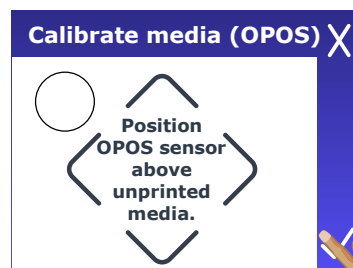 Calibrate media (OPOS)
Position
OPOS sensor
above
unprinted
media.